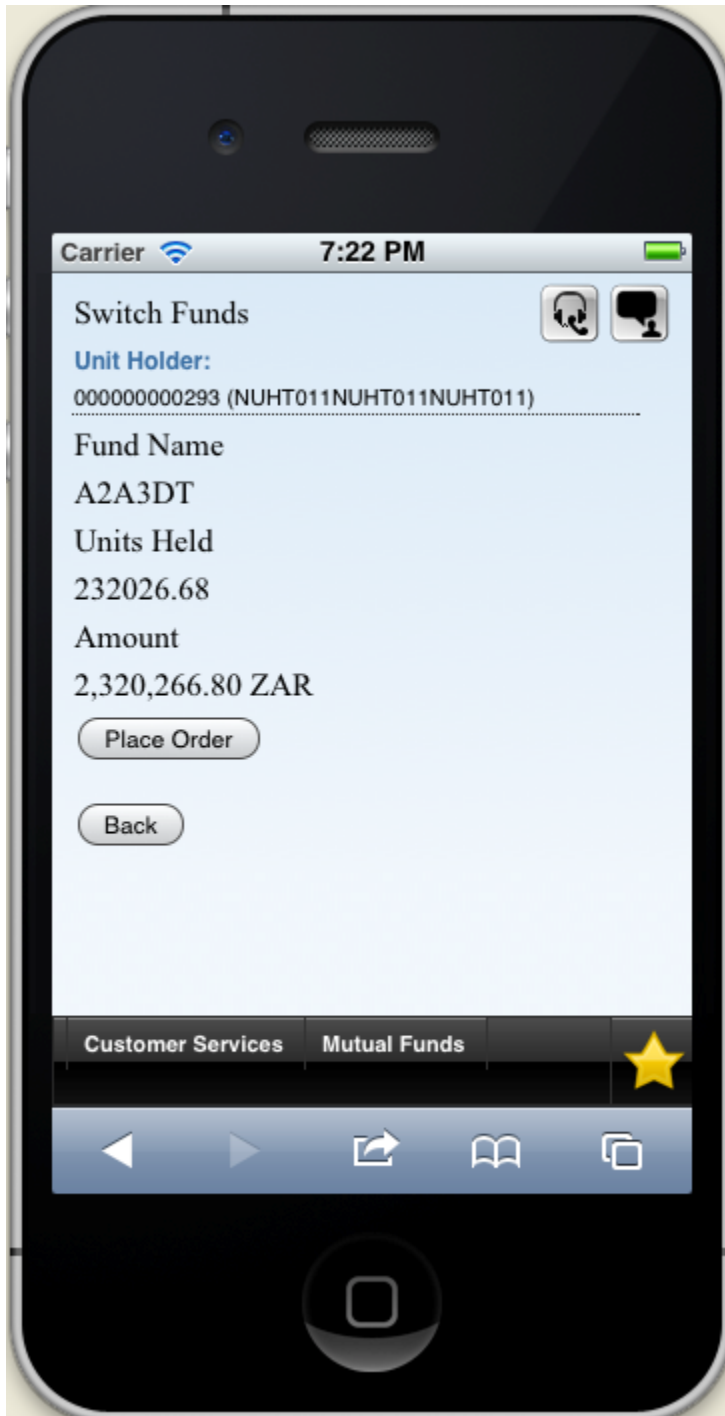 Carrier 7:22 PM
Switch Funds
Unit Holder:
000000000293 (NUHT011NUHT011NUHT011)
Fund Name
A2A3DT
Units Held
232026.68
Amount
2,320,266.80 ZAR
Place Order
Back
Customer Services Mutual Funds